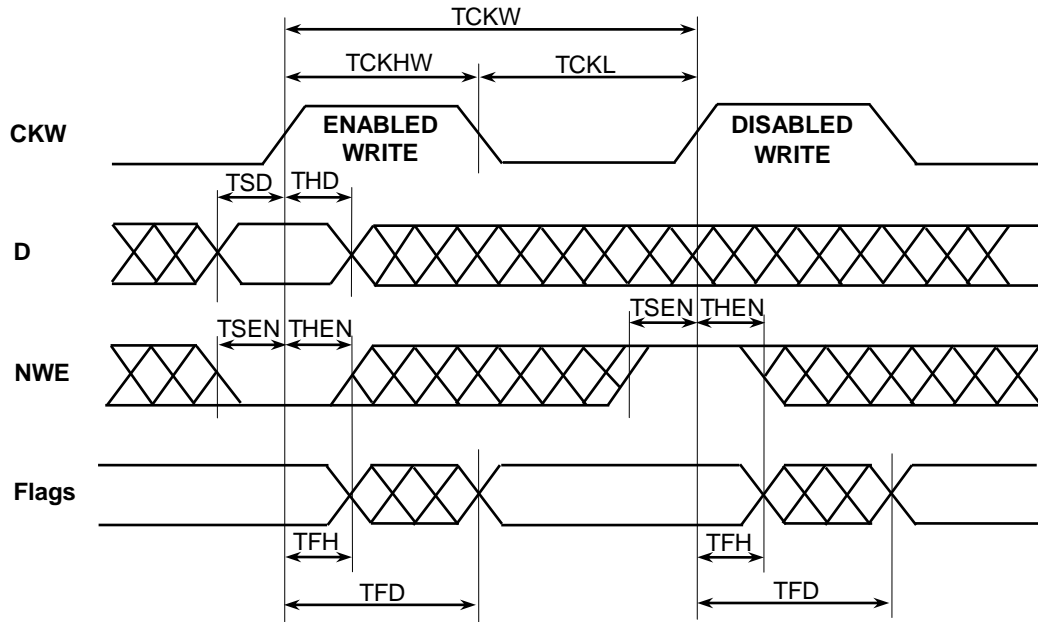 TCKW
TCKHW TCKL
CKW
ENABLED
WRITE
DISABLED
WRITE
TSD THD
D
TSEN THEN
TSEN THEN
NWE
Flags
TFH
TFH
TFD
TFD